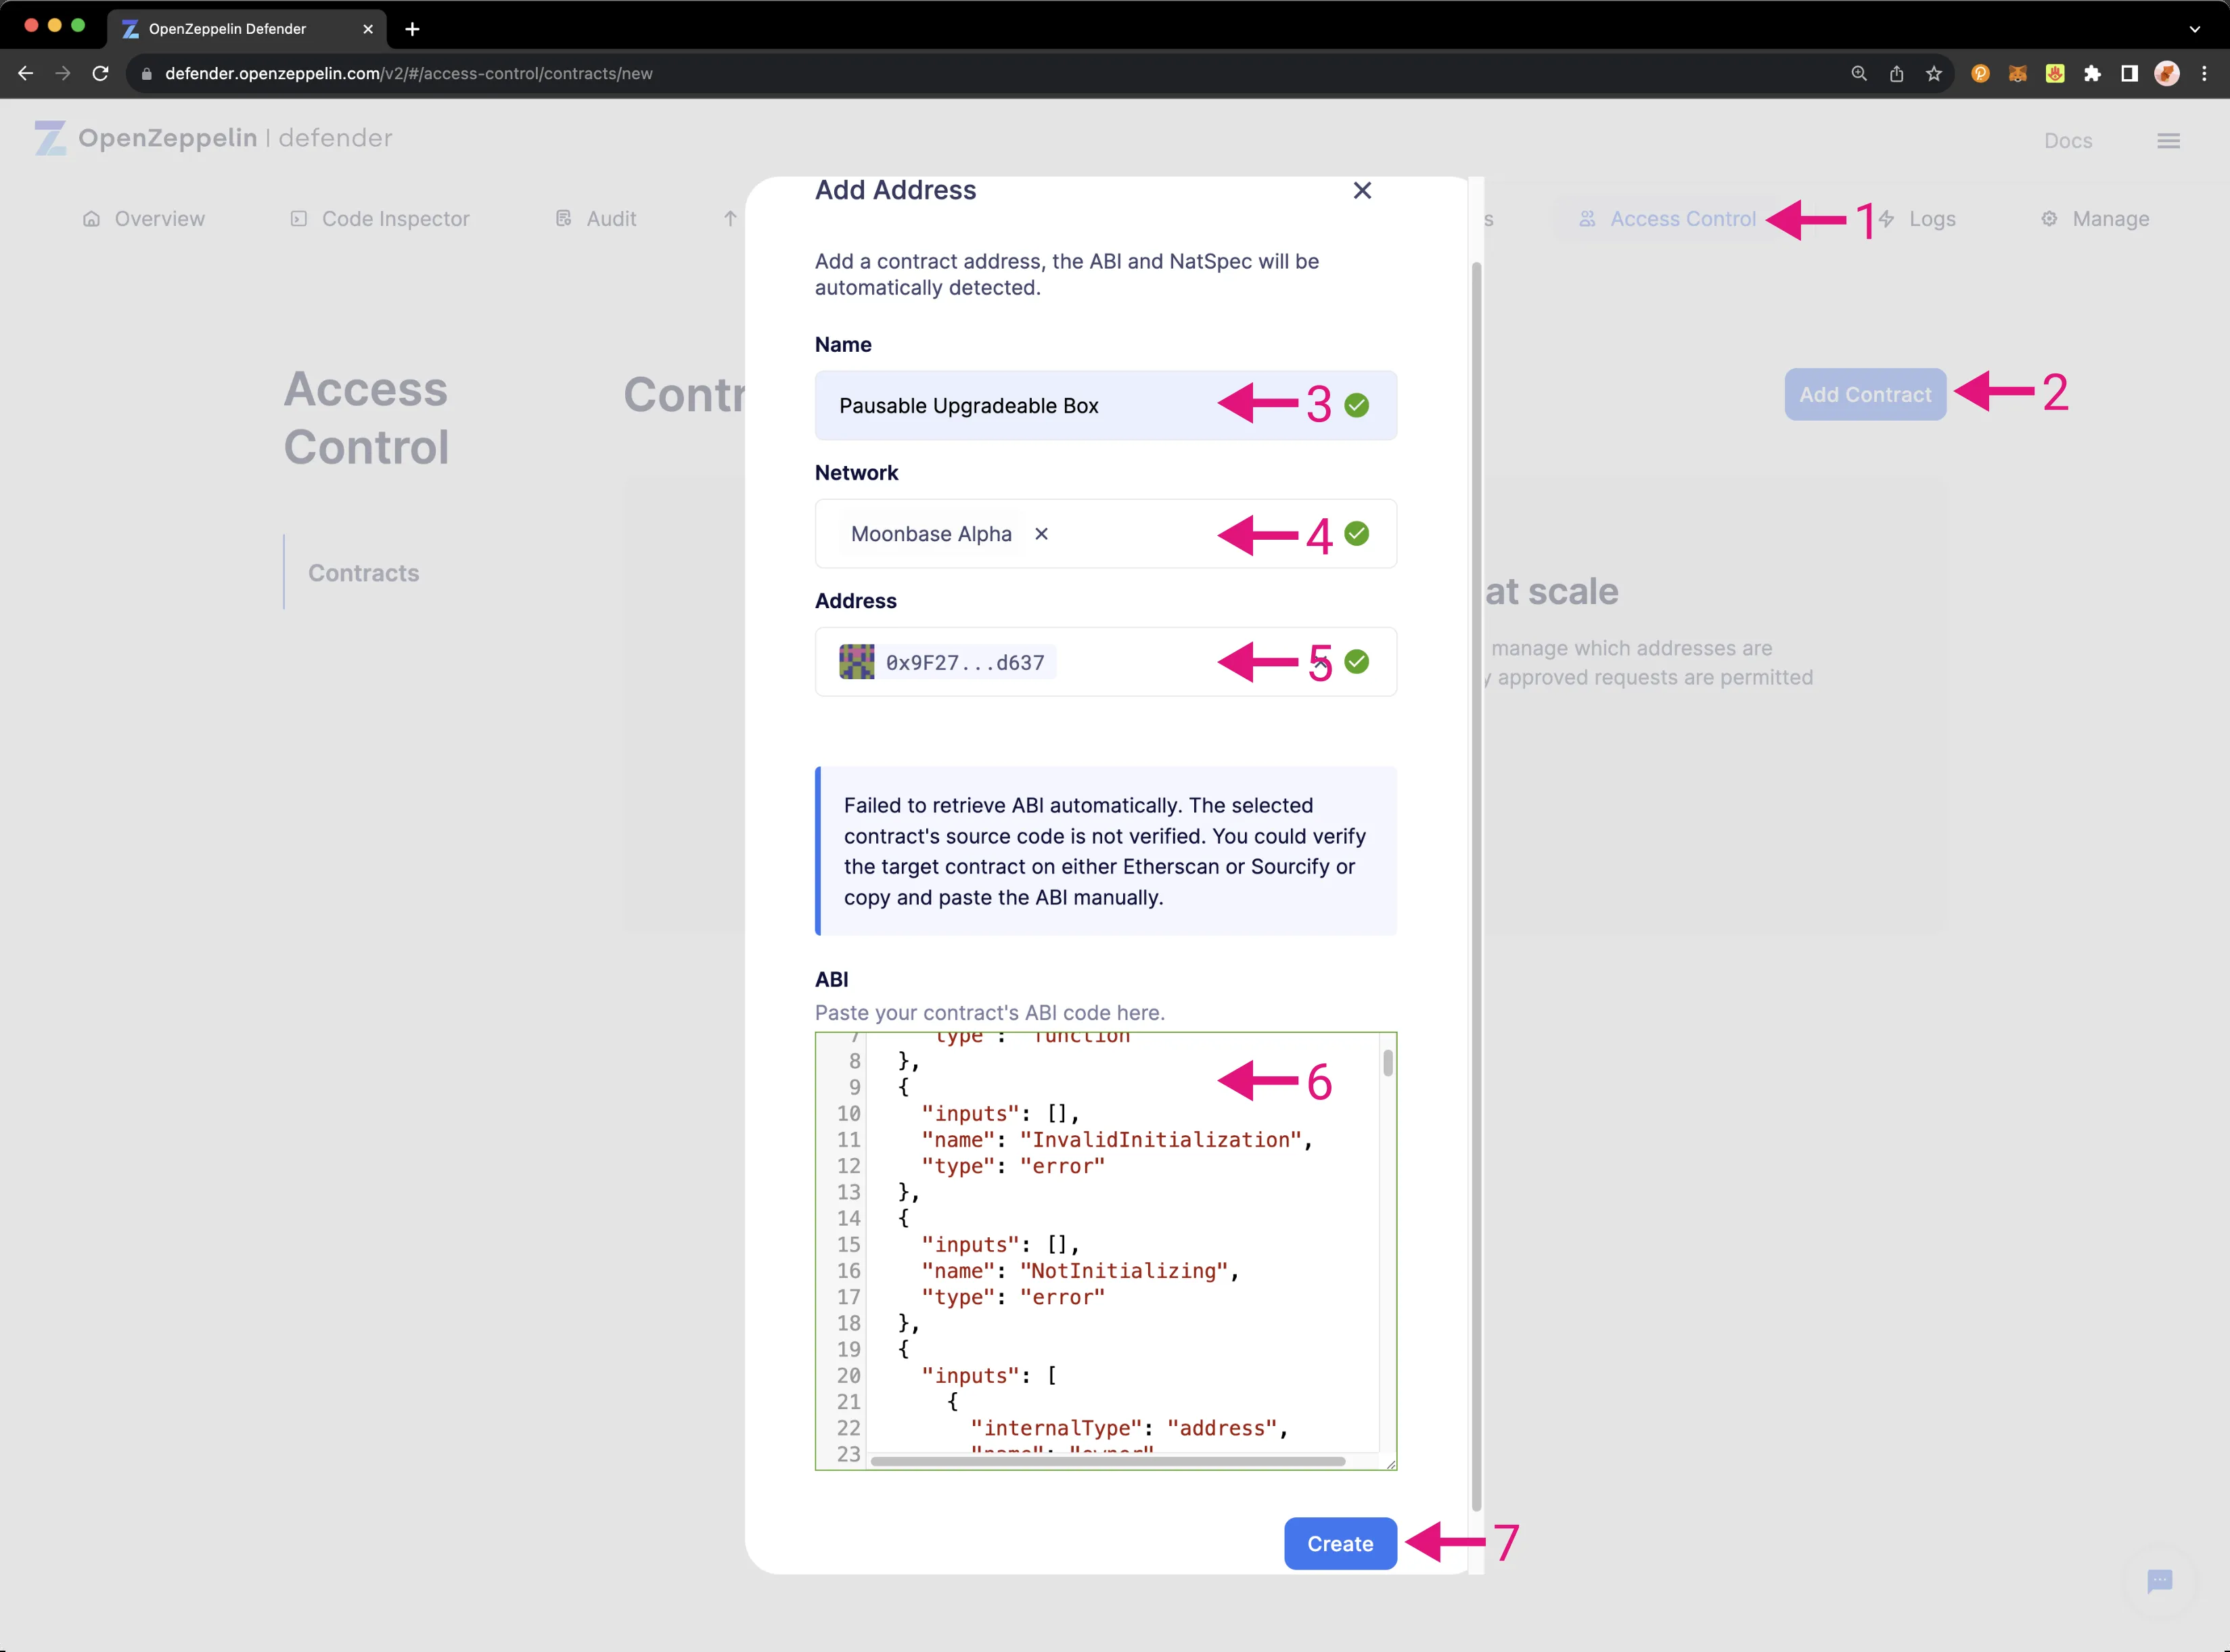 OpenZeppelin Defender
defender.openzeppelin.com/v2/#/access-control/contracts/new
OpenZeppelin | defender
Docs
Overview
Code Inspector
Audit
Access Control
1
Logs
Manage
Access
Control
Contracts
Add Contract
2
at scale
manage which addresses are
approved requests are permitted
Add Address
Add a contract address, the ABI and NatSpec will be
automatically detected.
Name
Pausable Upgradeable Box
3
Network
Moonbase Alpha
4
Address
0x9F27...d637
5
Failed to retrieve ABI automatically. The selected
contract's source code is not verified. You could verify
the target contract on either Etherscan or Sourcify or
copy and paste the ABI manually.
ABI
Paste your contract's ABI code here.
7 "type": "function"
8 },
9 {
6
10 "inputs": [],
11 "name": "InvalidInitialization",
12 "type": "error"
13 },
14 {
15 "inputs": [],
16 "name": "NotInitializing",
17 "type": "error"
18 },
19 {
20 "inputs": [
21 {
22 "internalType": "address",
23 "name": "owner"
Create
7